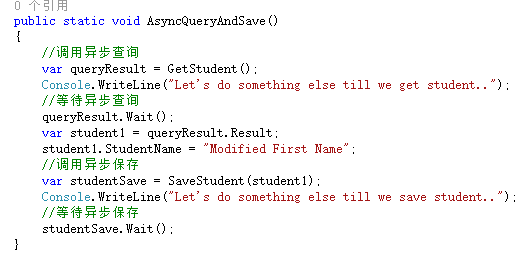 0 个引用
public static void AsyncQueryAndSave()
{
    //调用异步查询
    var queryResult = GetStudent();
    Console.WriteLine("Let's do something else till we get student..");
    //等待异步查询
    queryResult.Wait();
    var student1 = queryResult.Result;
    student1.StudentName = "Modified First Name";
    //调用异步保存
    var studentSave = SaveStudent(student1);
    Console.WriteLine("Let's do something else till we save student..");
    //等待异步保存
    studentSave.Wait();
}